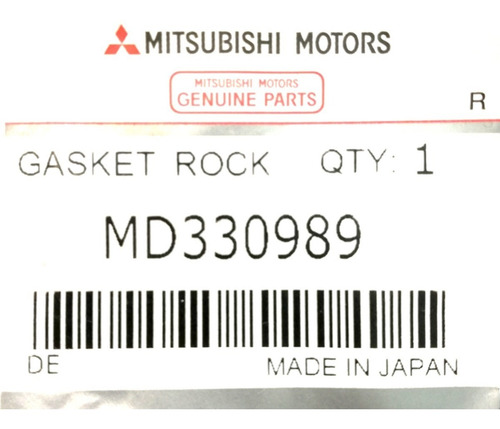 MITSUBISHI MOTORS
MITSUBISHI MOTORS
GENUINE PARTS
R
GASKET ROCK QTY: 1
MD330989
DE MADE IN JAPAN